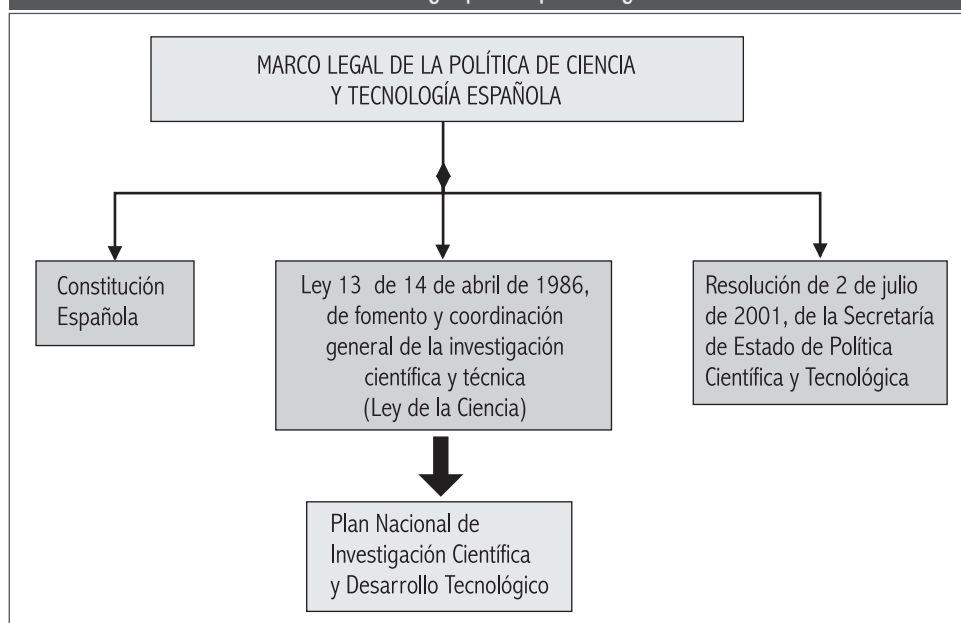 MARCO LEGAL DE LA POLÍTICA DE CIENCIA
Y TECNOLOGÍA ESPAÑOLA
Constitución
Española
Ley 13 de 14 de abril de 1986,
de fomento y coordinación
general de la investigación
científica y técnica
(Ley de la Ciencia)
Resolución de 2 de julio
de 2001, de la Secretaría
de Estado de Política
Científica y Tecnológica
Plan Nacional de
Investigación Científica
y Desarrollo Tecnológico